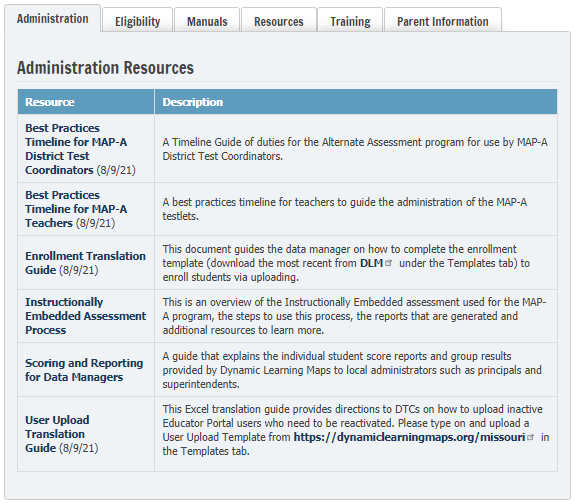 Administration
Eligibility
Manuals
Resources
Training
Parent Information
Administration Resources
Resource
Description
Best Practices
Timeline for MAP-A
District Test
Coordinators (8/9/21)
A Timeline Guide of duties for the Alternate Assessment program for use by MAP-A
District Test Coordinators.
Best Practices
Timeline for MAP-A
Teachers (8/9/21)
A best practices timeline for teachers to guide the administration of the MAP-A
testlets.
Enrollment Translation
Guide (8/9/21)
This document guides the data manager on how to complete the enrollment
template (download the most recent from DLM under the Templates tab) to
enroll students via uploading.
Instructionally
Embedded Assessment
Process
This is an overview of the Instructionally Embedded assessment used for the MAP-
A program, the steps to use this process, the reports that are generated and
additional resources to learn more.
Scoring and Reporting
for Data Managers
A guide that explains the individual student score reports and group results
provided by Dynamic Learning Maps to local administrators such as principals and
superintendents.
User Upload
Translation
Guide (8/9/21)
This Excel translation guide provides directions to DTCs on how to upload inactive
Educator Portal users who need to be reactivated. Please type on and upload a
User Upload Template from https://dynamiclearningmaps.org/missouri in
the Templates tab.